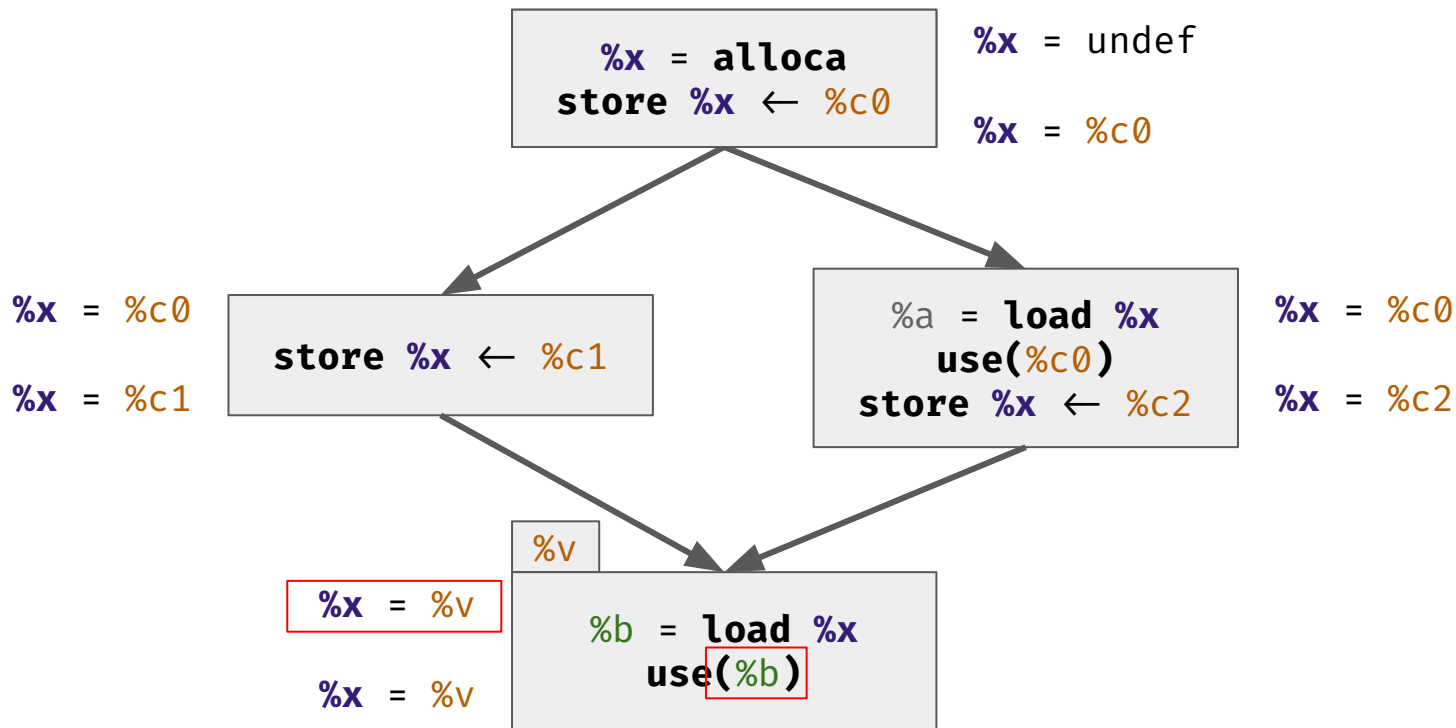 %x = alloca
store %x ← %c0
%x = undef
%x = %c0
%x = %c0
%x = %c1
store %x ← %c1
%a = load %x
use(%c0)
store %x ← %c2
%x = %c0
%x = %c2
%v
%x = %v
%x = %v
%b = load %x
use(%b)